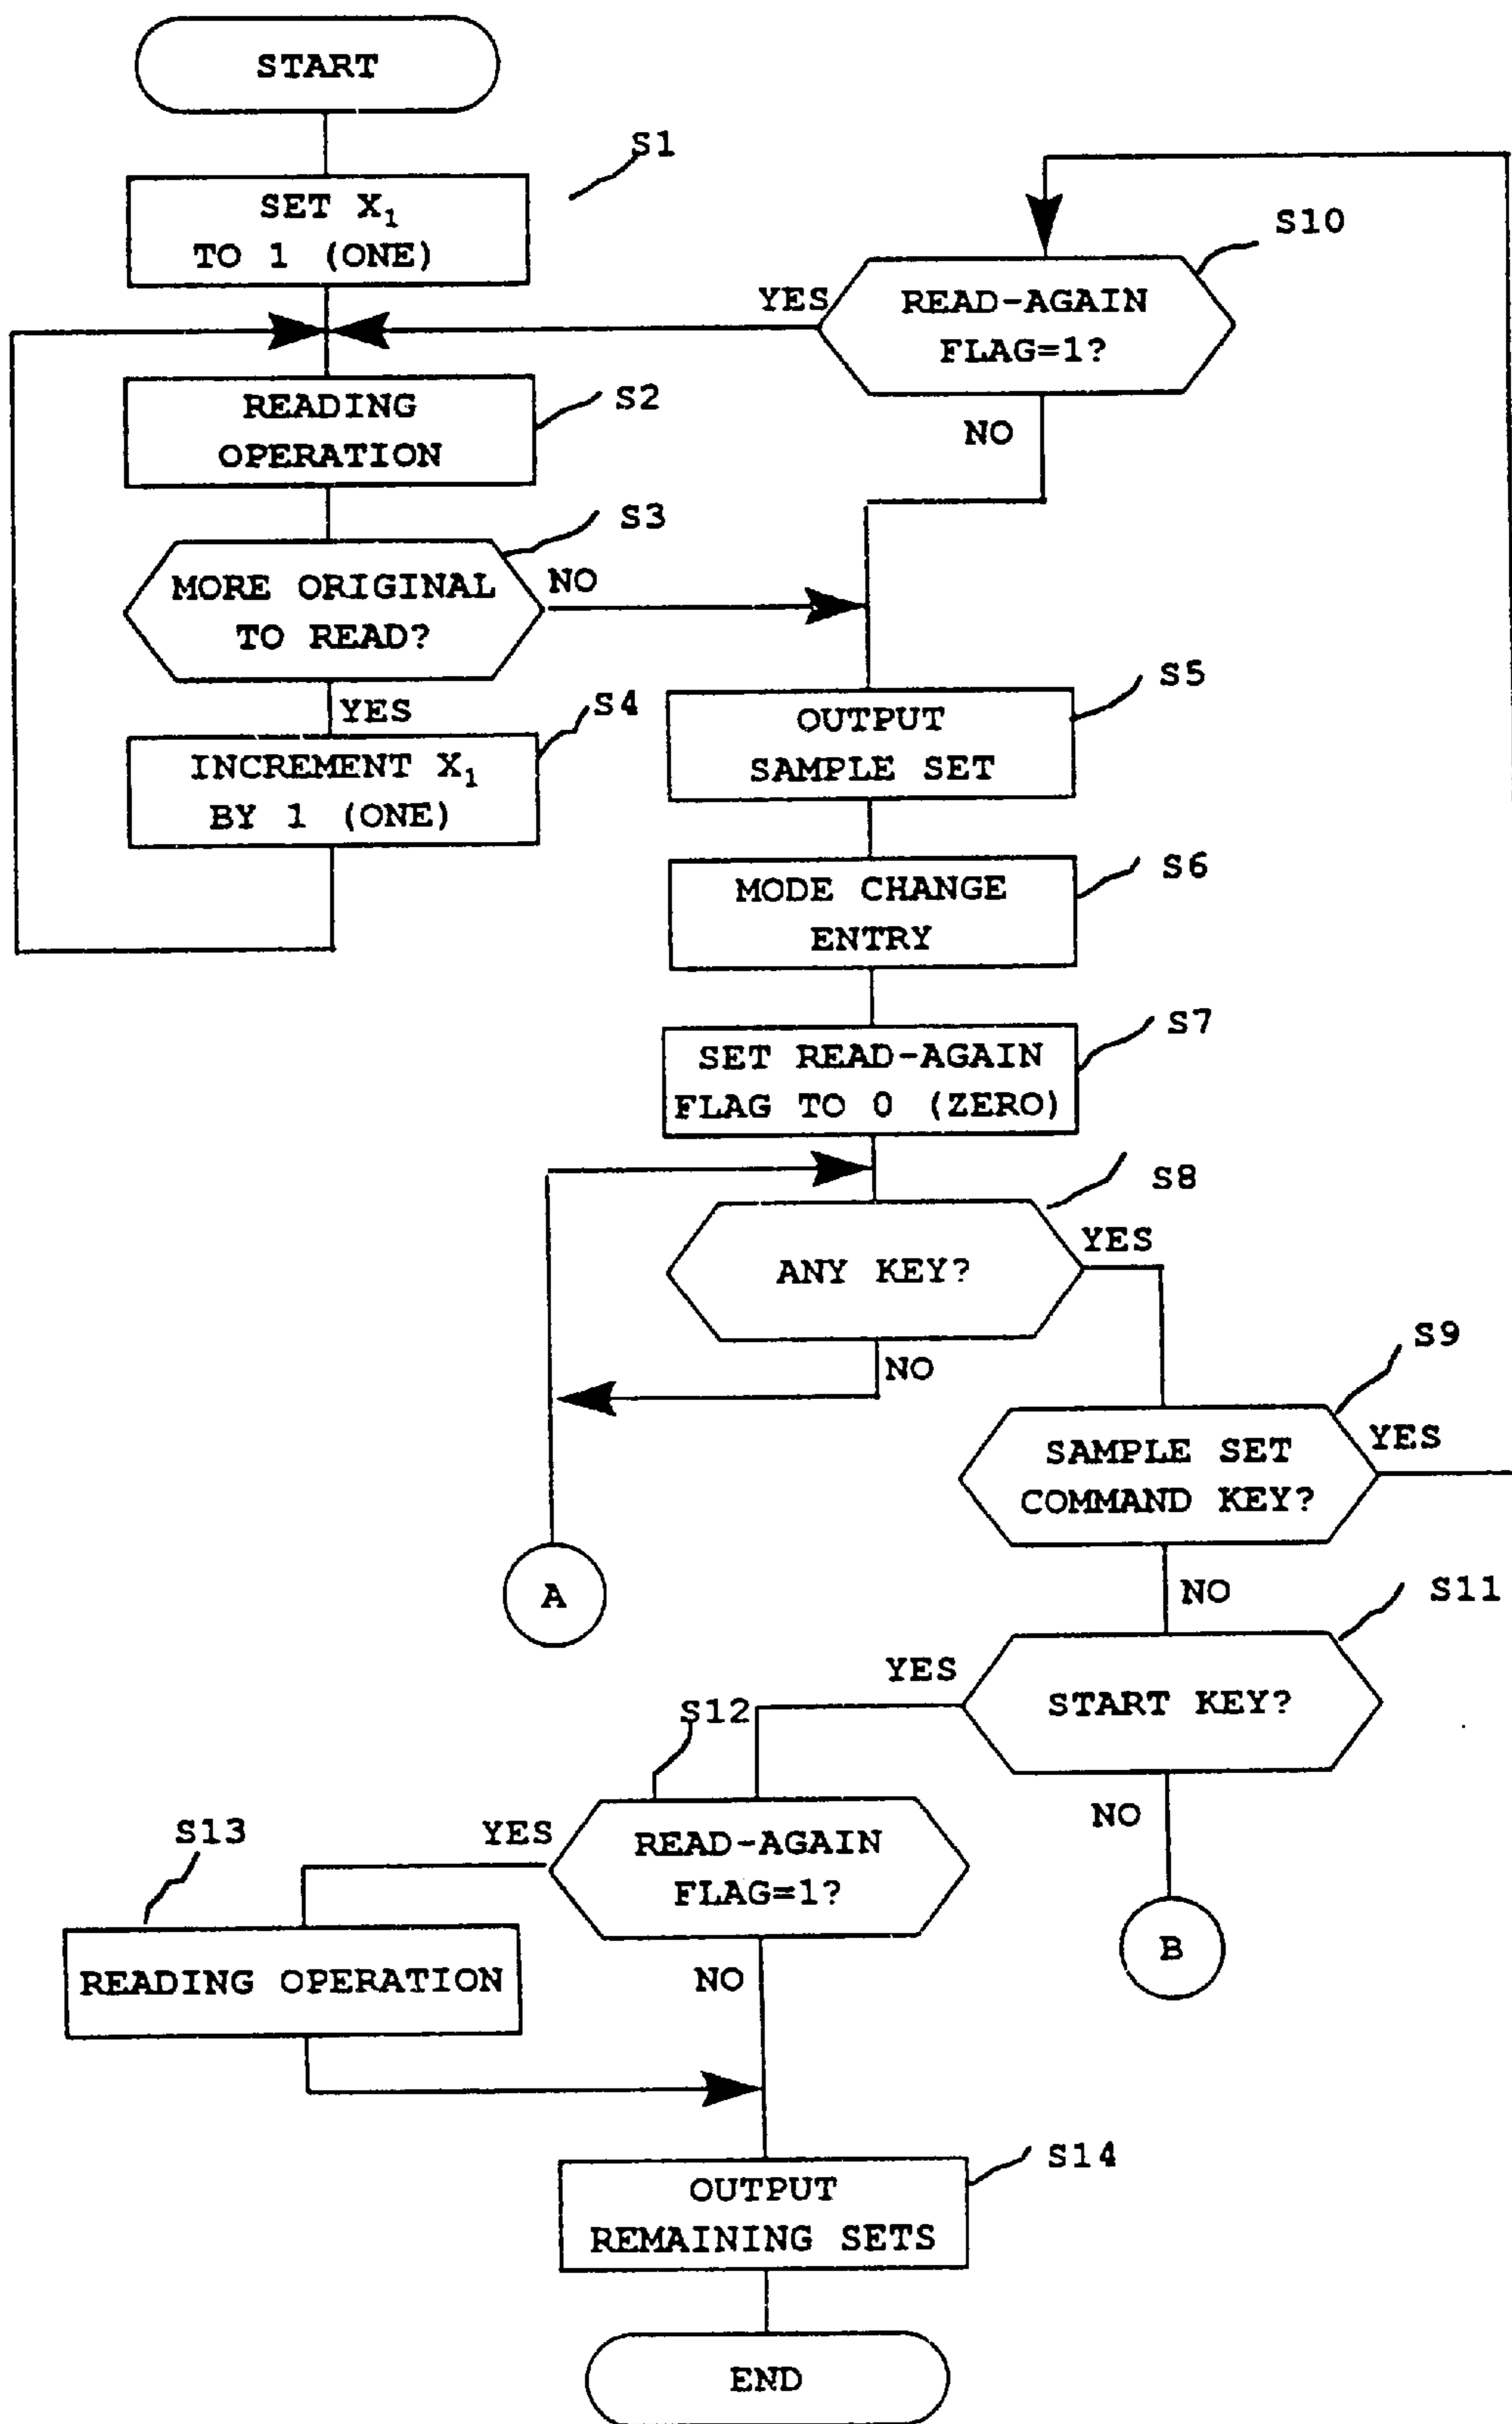 START
S1
SET X₁
TO 1 (ONE)
S10
YES
READ-AGAIN
FLAG=1?
NO
READING
OPERATION
S2
S3
MORE ORIGINAL
TO READ?
NO
YES
S4
INCREMENT X₁
BY 1 (ONE)
S5
OUTPUT
SAMPLE SET
S6
MODE CHANGE
ENTRY
S7
SET READ-AGAIN
FLAG TO 0 (ZERO)
S8
ANY KEY?
YES
NO
S9
SAMPLE SET
COMMAND KEY?
YES
A
NO
S11
YES
START KEY?
S12
NO
S13
YES
READ-AGAIN
FLAG=1?
B
READING OPERATION
NO
S14
OUTPUT
REMAINING SETS
END